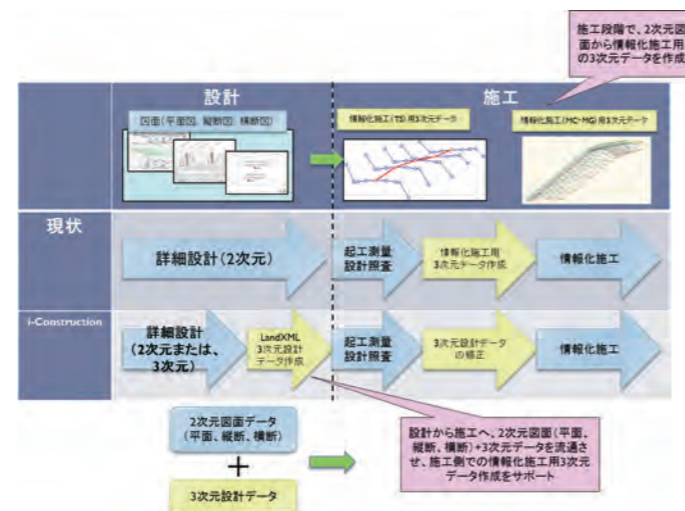 施工段階で、2次元図
面から情報化施工用
の3次元データを作成
設計
施工
図面(平面図、縦断図、横断図)
情報化施工(TS)用3次元データ
情報化施工(MC・MG)用3次元データ
現状
詳細設計(2次元)
起工測量
設計照査
情報化施工用
3次元データ作成
情報化施工
i-Construction
詳細設計
(2次元または、
3次元)
LandXML
3次元設計
データ作成
起工測量
設計照査
3次元設計データ
の修正
情報化施工
2次元図面データ
(平面、縦断、横断)
+
3次元設計データ
設計から施工へ、2次元図面(平面、
縦断、横断)+3次元データを流通さ
せ、施工側での情報化施工用3次元
データ作成をサポート